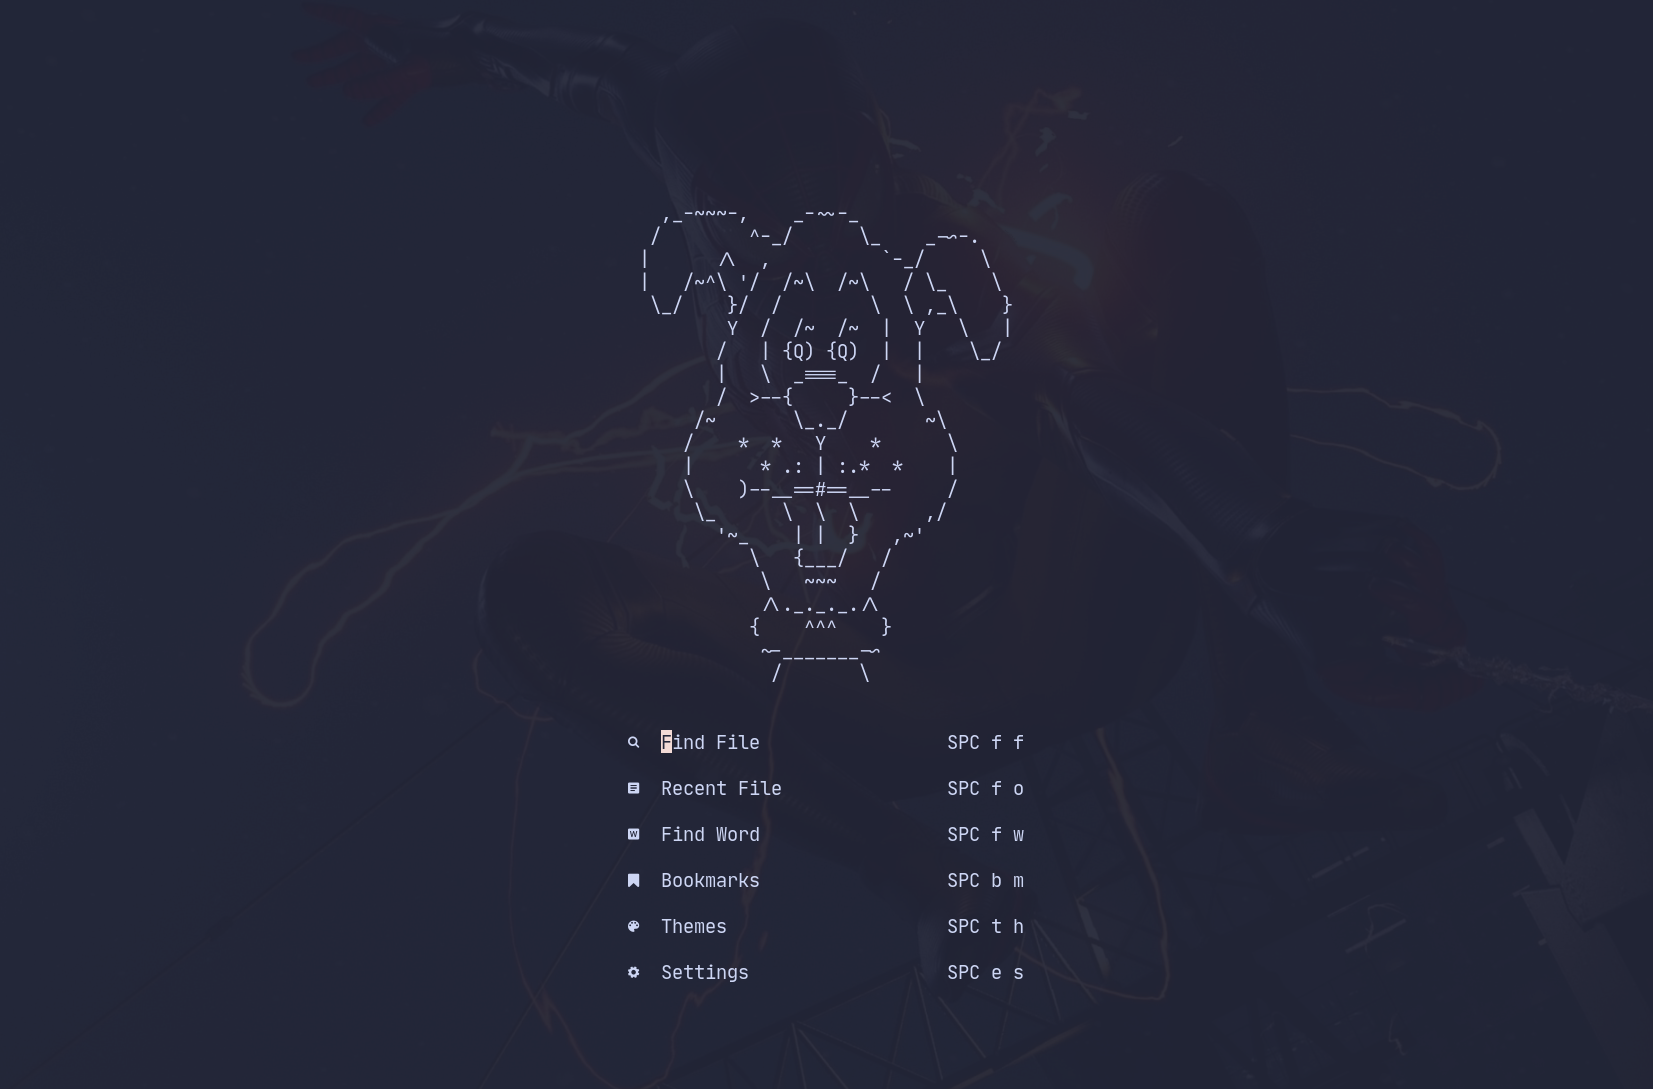 Find File SPC f f
Recent File SPC f o
Find Word SPC f w
Bookmarks SPC b m
Themes SPC t h
Settings SPC e s